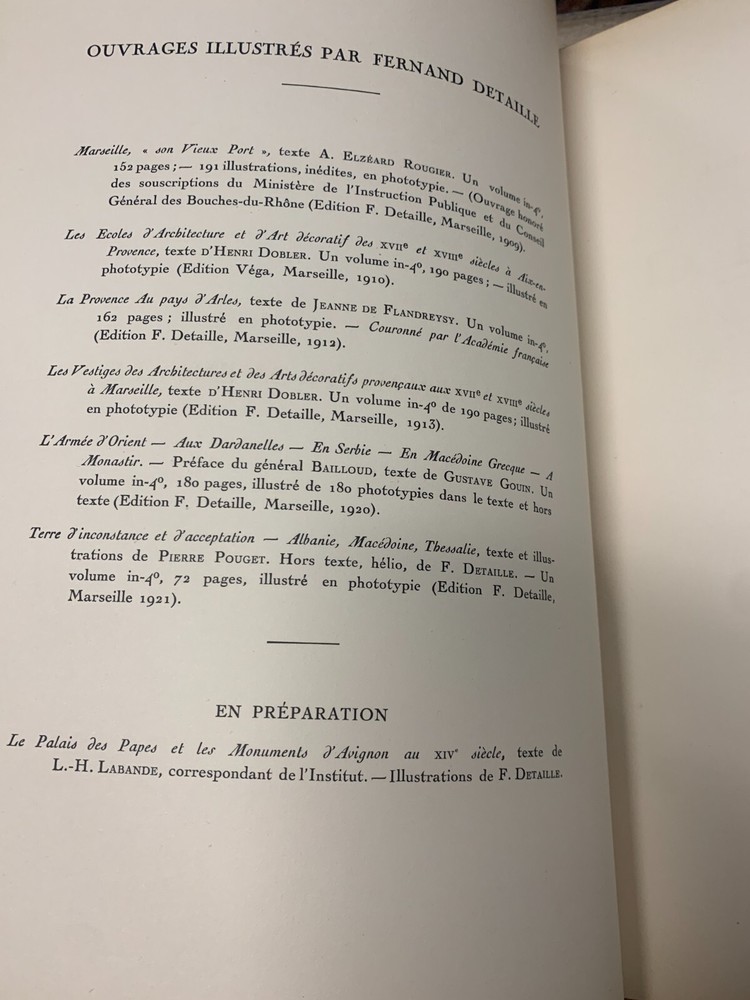 OUVRAGES ILLUSTRÉS PAR FERNAND DETAILLE
Marseille, « son Vieux Port », texte A. ELZÉARD ROUGIER. Un volume in-4º,
152 pages ; — 191 illustrations, inédites, en phototypie. — (Ouvrage honoré
des souscriptions du Ministère de l'Instruction Publique et du Conseil
Général des Bouches-du-Rhône (Edition F. Detaille, Marseille, 1909).
Les Ecoles d'Architecture et d'Art décoratif des XVIIe et XVIIIe siècles à Aix-en-
Provence, texte D'HENRI DOBLER. Un volume in-4º, 190 pages ; — illustré en
phototypie (Edition Véga, Marseille, 1910).
La Provence Au pays d'Arles, texte de JEANNE DE FLANDREYSY. Un volume in-4º,
162 pages ; illustré en phototypie. — Couronné par l'Académie française
(Edition F. Detaille, Marseille, 1912).
Les Vestiges des Architectures et des Arts décoratifs provençaux aux XVIIe et XVIIIe siècles
à Marseille, texte D'HENRI DOBLER. Un volume in-4º de 190 pages ; illustré
en phototypie (Edition F. Detaille, Marseille, 1913).
L'Armée d'Orient — Aux Dardanelles — En Serbie — En Macédoine Grecque — A
Monastir. — Préface du général BAILLOUD, texte de GUSTAVE GOUIN. Un
volume in-4º, 180 pages, illustré de 180 phototypies dans le texte et hors
texte (Edition F. Detaille, Marseille, 1920).
Terre d'inconstance et d'acceptation — Albanie, Macédoine, Thessalie, texte et illus-
trations de PIERRE POUGET. Hors texte, hélio, de F. DETAILLE. — Un
volume in-4º, 72 pages, illustré en phototypie (Edition F. Detaille,
Marseille 1921).
EN PRÉPARATION
Le Palais des Papes et les Monuments d'Avignon au XIVe siècle, texte de
L.-H. LABANDE, correspondant de l'Institut. — Illustrations de F. DETAILLE.